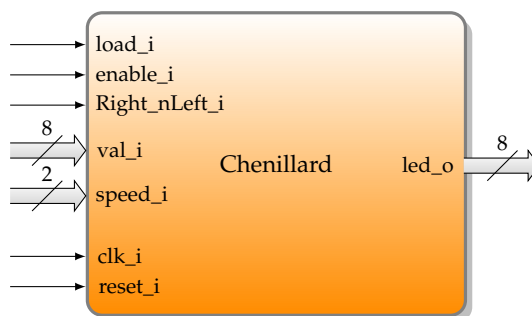 load_i
enable_i
Right_nLeft_i
8
val_i
Chenillard
led_o
8
2
speed_i
clk_i
reset_i